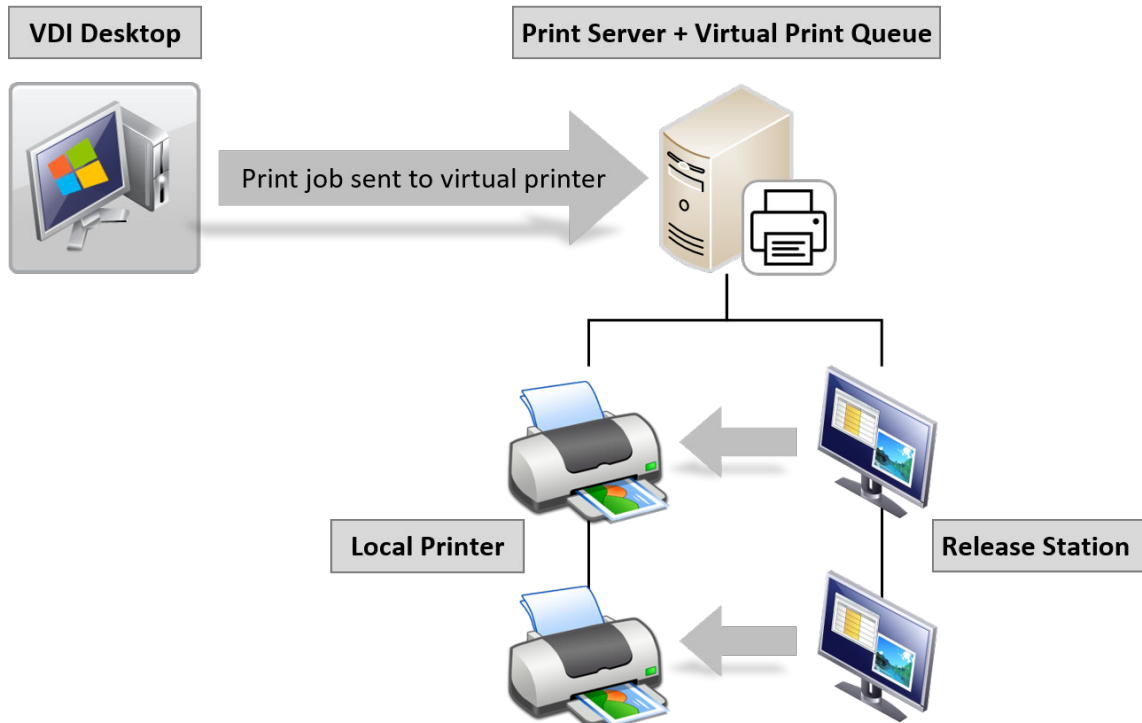 VDI Desktop
Print Server + Virtual Print Queue
Print job sent to virtual printer
Local Printer
Release Station